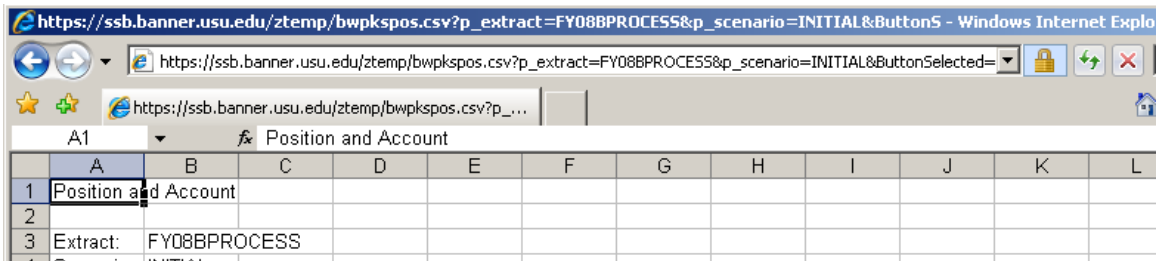 https://ssb.banner.usu.edu/ztemp/bwpkspos.csv?p_extract=FY08BPROCESS&p_scenario=INITIAL&ButtonS - Windows Internet Explo
https://ssb.banner.usu.edu/ztemp/bwpkspos.csv?p_extract=FY08BPROCESS&p_scenario=INITIAL&ButtonSelected=
https://ssb.banner.usu.edu/ztemp/bwpkspos.csv?p_...
A1 fx Position and Account
A B C D E F G H I J K L
1 Position and Account
2
3 Extract: FY08BPROCESS